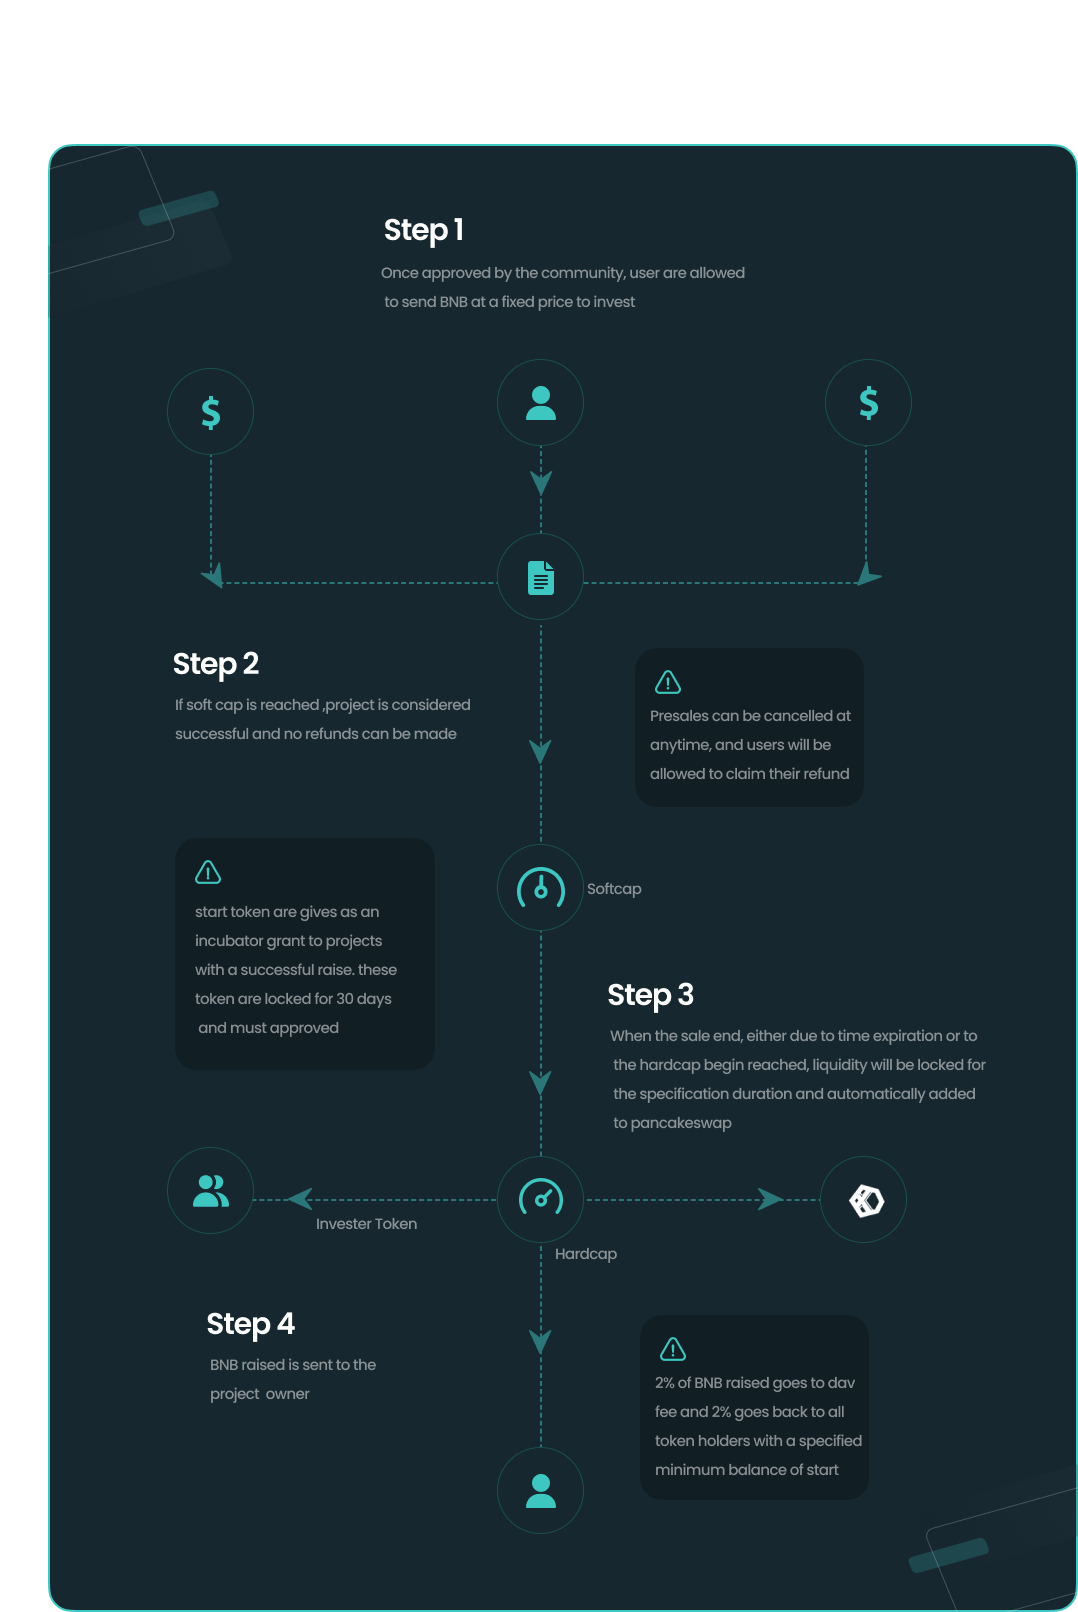 Step 1
Once approved by the community, user are allowed
to send BNB at a fixed price to invest
$
$
Step 2
If soft cap is reached ,project is considered
successful and no refunds can be made
Presales can be cancelled at
anytime, and users will be
allowed to claim their refund
start token are gives as an
incubator grant to projects
with a successful raise. these
token are locked for 30 days
and must approved
Softcap
Step 3
When the sale end, either due to time expiration or to
the hardcap begin reached, liquidity will be locked for
the specification duration and automatically added
to pancakeswap
Invester Token
Hardcap
Step 4
BNB raised is sent to the
project owner
2% of BNB raised goes to dav
fee and 2% goes back to all
token holders with a specified
minimum balance of start